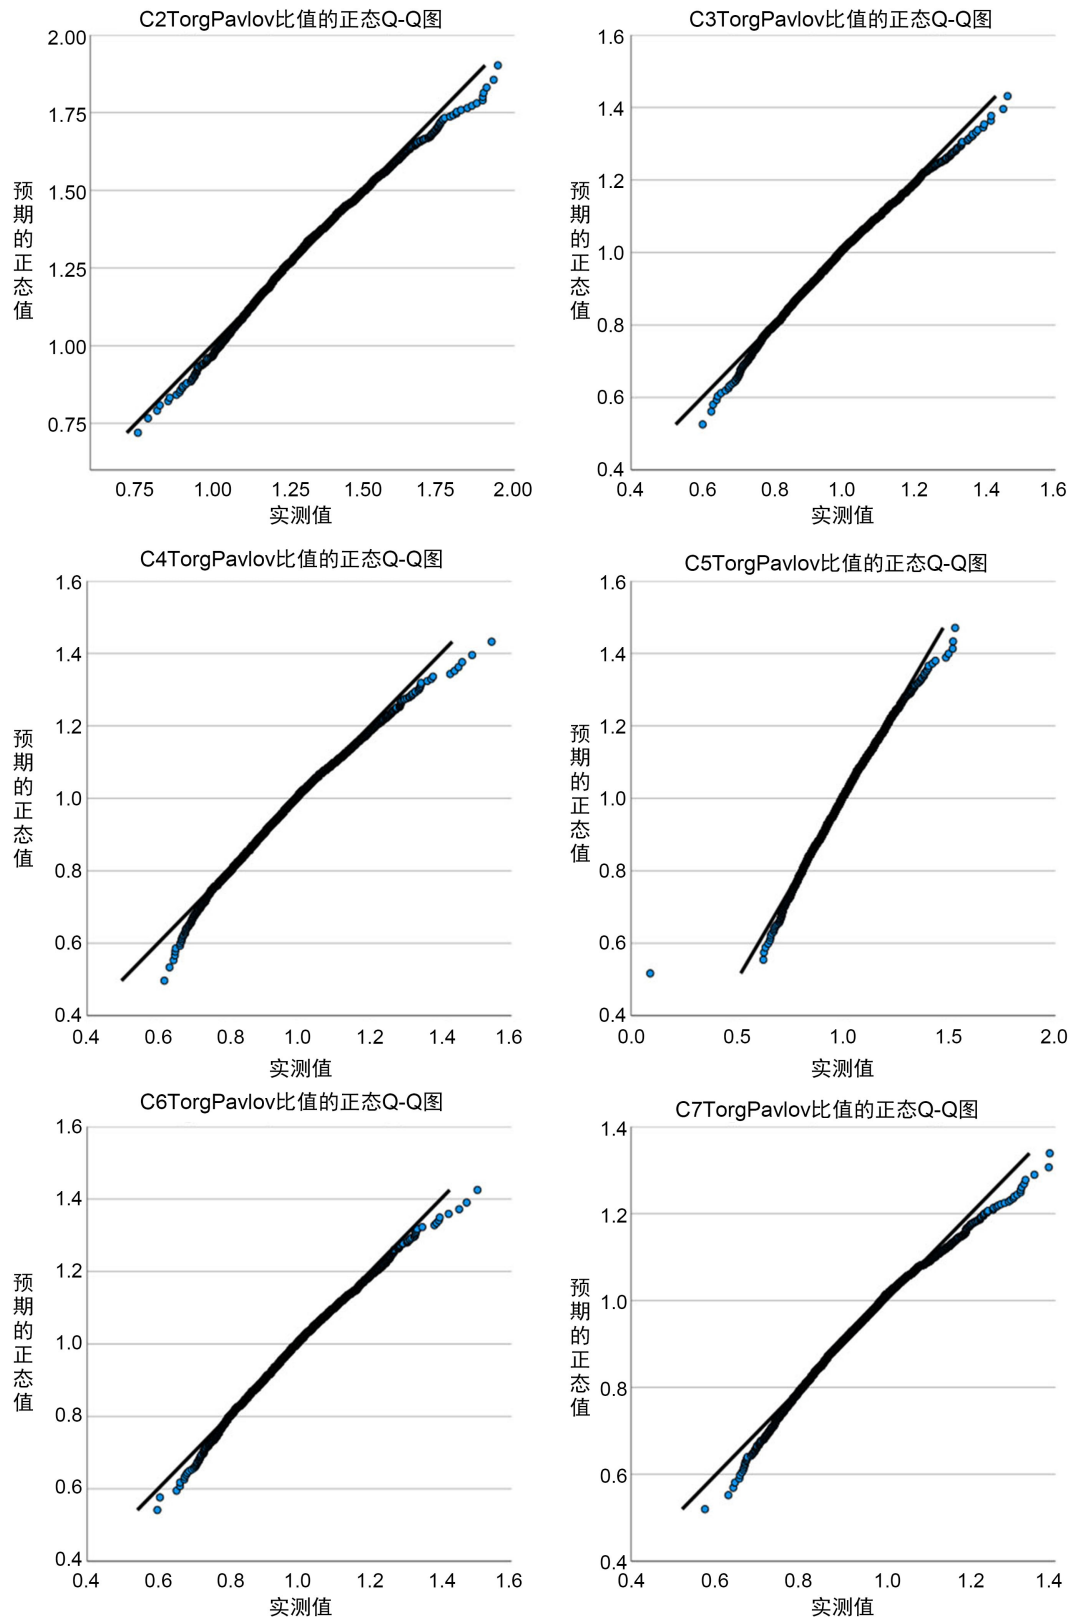 C2TorgPavlov比值的正态Q-Q图
2.00
1.75
1.50
1.25
1.00
0.75
预期的正态值
0.75 1.00 1.25 1.50 1.75 2.00
实测值
C3TorgPavlov比值的正态Q-Q图
1.6
1.4
1.2
1.0
0.8
0.6
0.4
预期的正态值
0.4 0.6 0.8 1.0 1.2 1.4 1.6
实测值
C4TorgPavlov比值的正态Q-Q图
1.6
1.4
1.2
1.0
0.8
0.6
0.4
预期的正态值
0.4 0.6 0.8 1.0 1.2 1.4 1.6
实测值
C5TorgPavlov比值的正态Q-Q图
1.6
1.4
1.2
1.0
0.8
0.6
0.4
预期的正态值
0.0 0.5 1.0 1.5 2.0
实测值
C6TorgPavlov比值的正态Q-Q图
1.6
1.4
1.2
1.0
0.8
0.6
0.4
预期的正态值
0.4 0.6 0.8 1.0 1.2 1.4 1.6
实测值
C7TorgPavlov比值的正态Q-Q图
1.4
1.2
1.0
0.8
0.6
0.4
预期的正态值
0.4 0.6 0.8 1.0 1.2 1.4
实测值